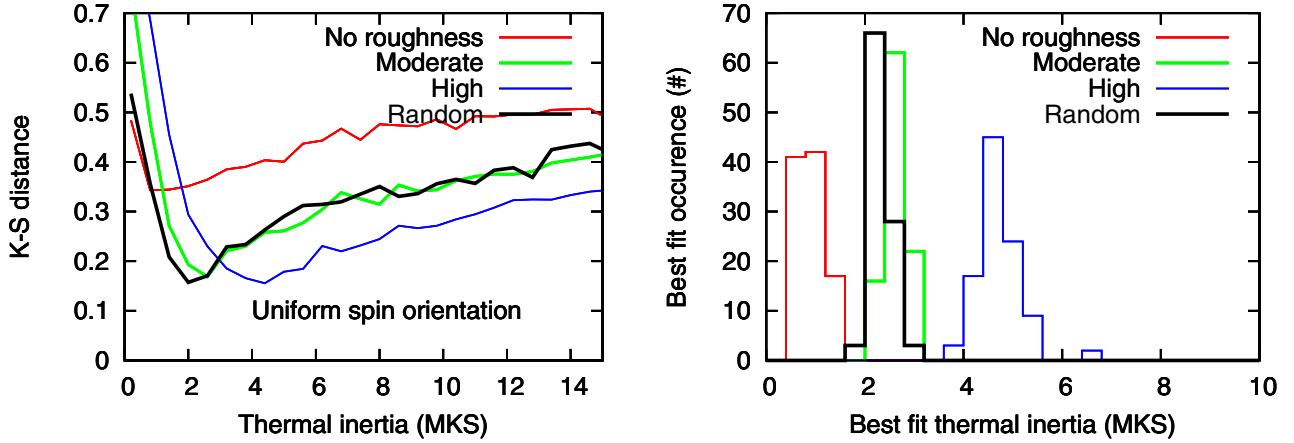 K-S distance
0.7
0.6
0.5
0.4
0.3
0.2
0.1
0
No roughness
Moderate
High
Random
Uniform spin orientation
0 2 4 6 8 10 12 14
Thermal inertia (MKS)
Best fit occurence (#)
70
60
50
40
30
20
10
0
No roughness
Moderate
High
Random
0 2 4 6 8 10
Best fit thermal inertia (MKS)